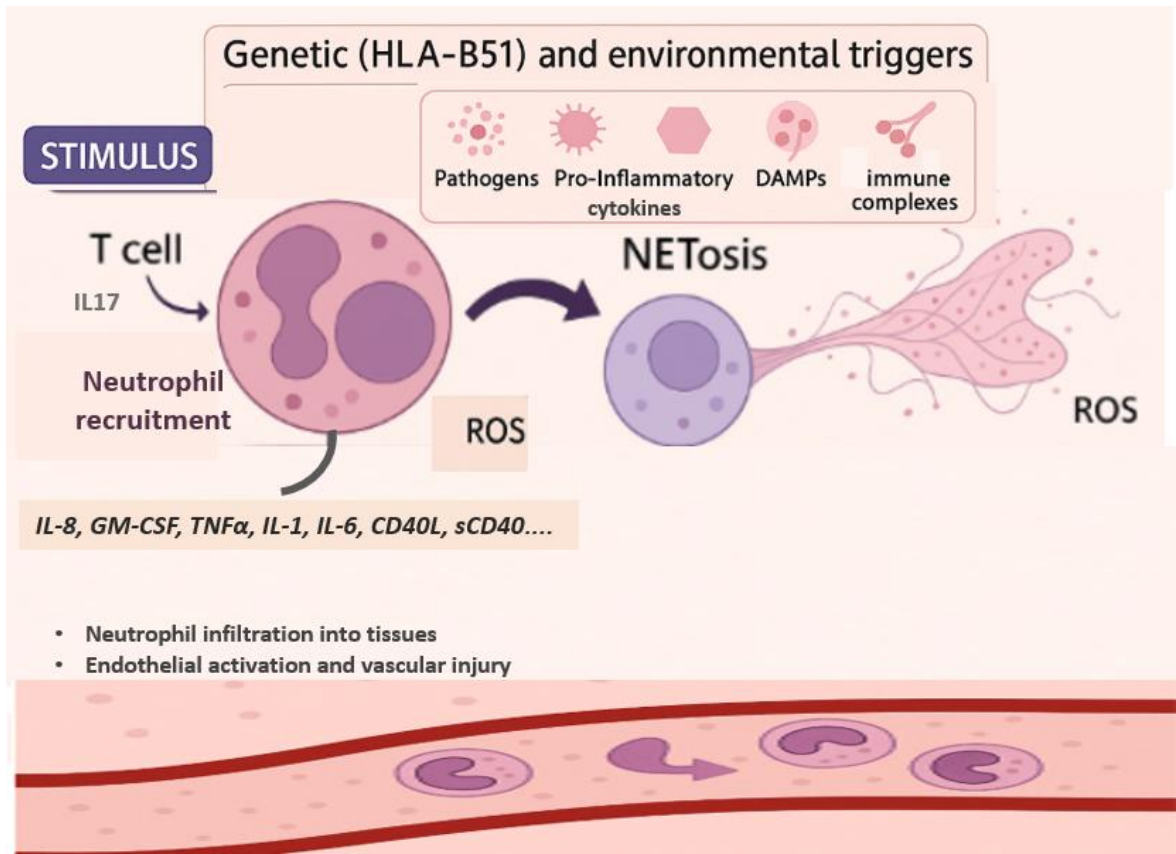 Genetic (HLA-B51) and environmental triggers
STIMULUS
Pathogens
Pro-Inflammatory
cytokines
DAMPs
immune
complexes
T cell
IL17
NETosis
Neutrophil
recruitment
ROS
ROS
IL-8, GM-CSF, TNFα, IL-1, IL-6, CD40L, sCD40....
• Neutrophil infiltration into tissues
• Endothelial activation and vascular injury